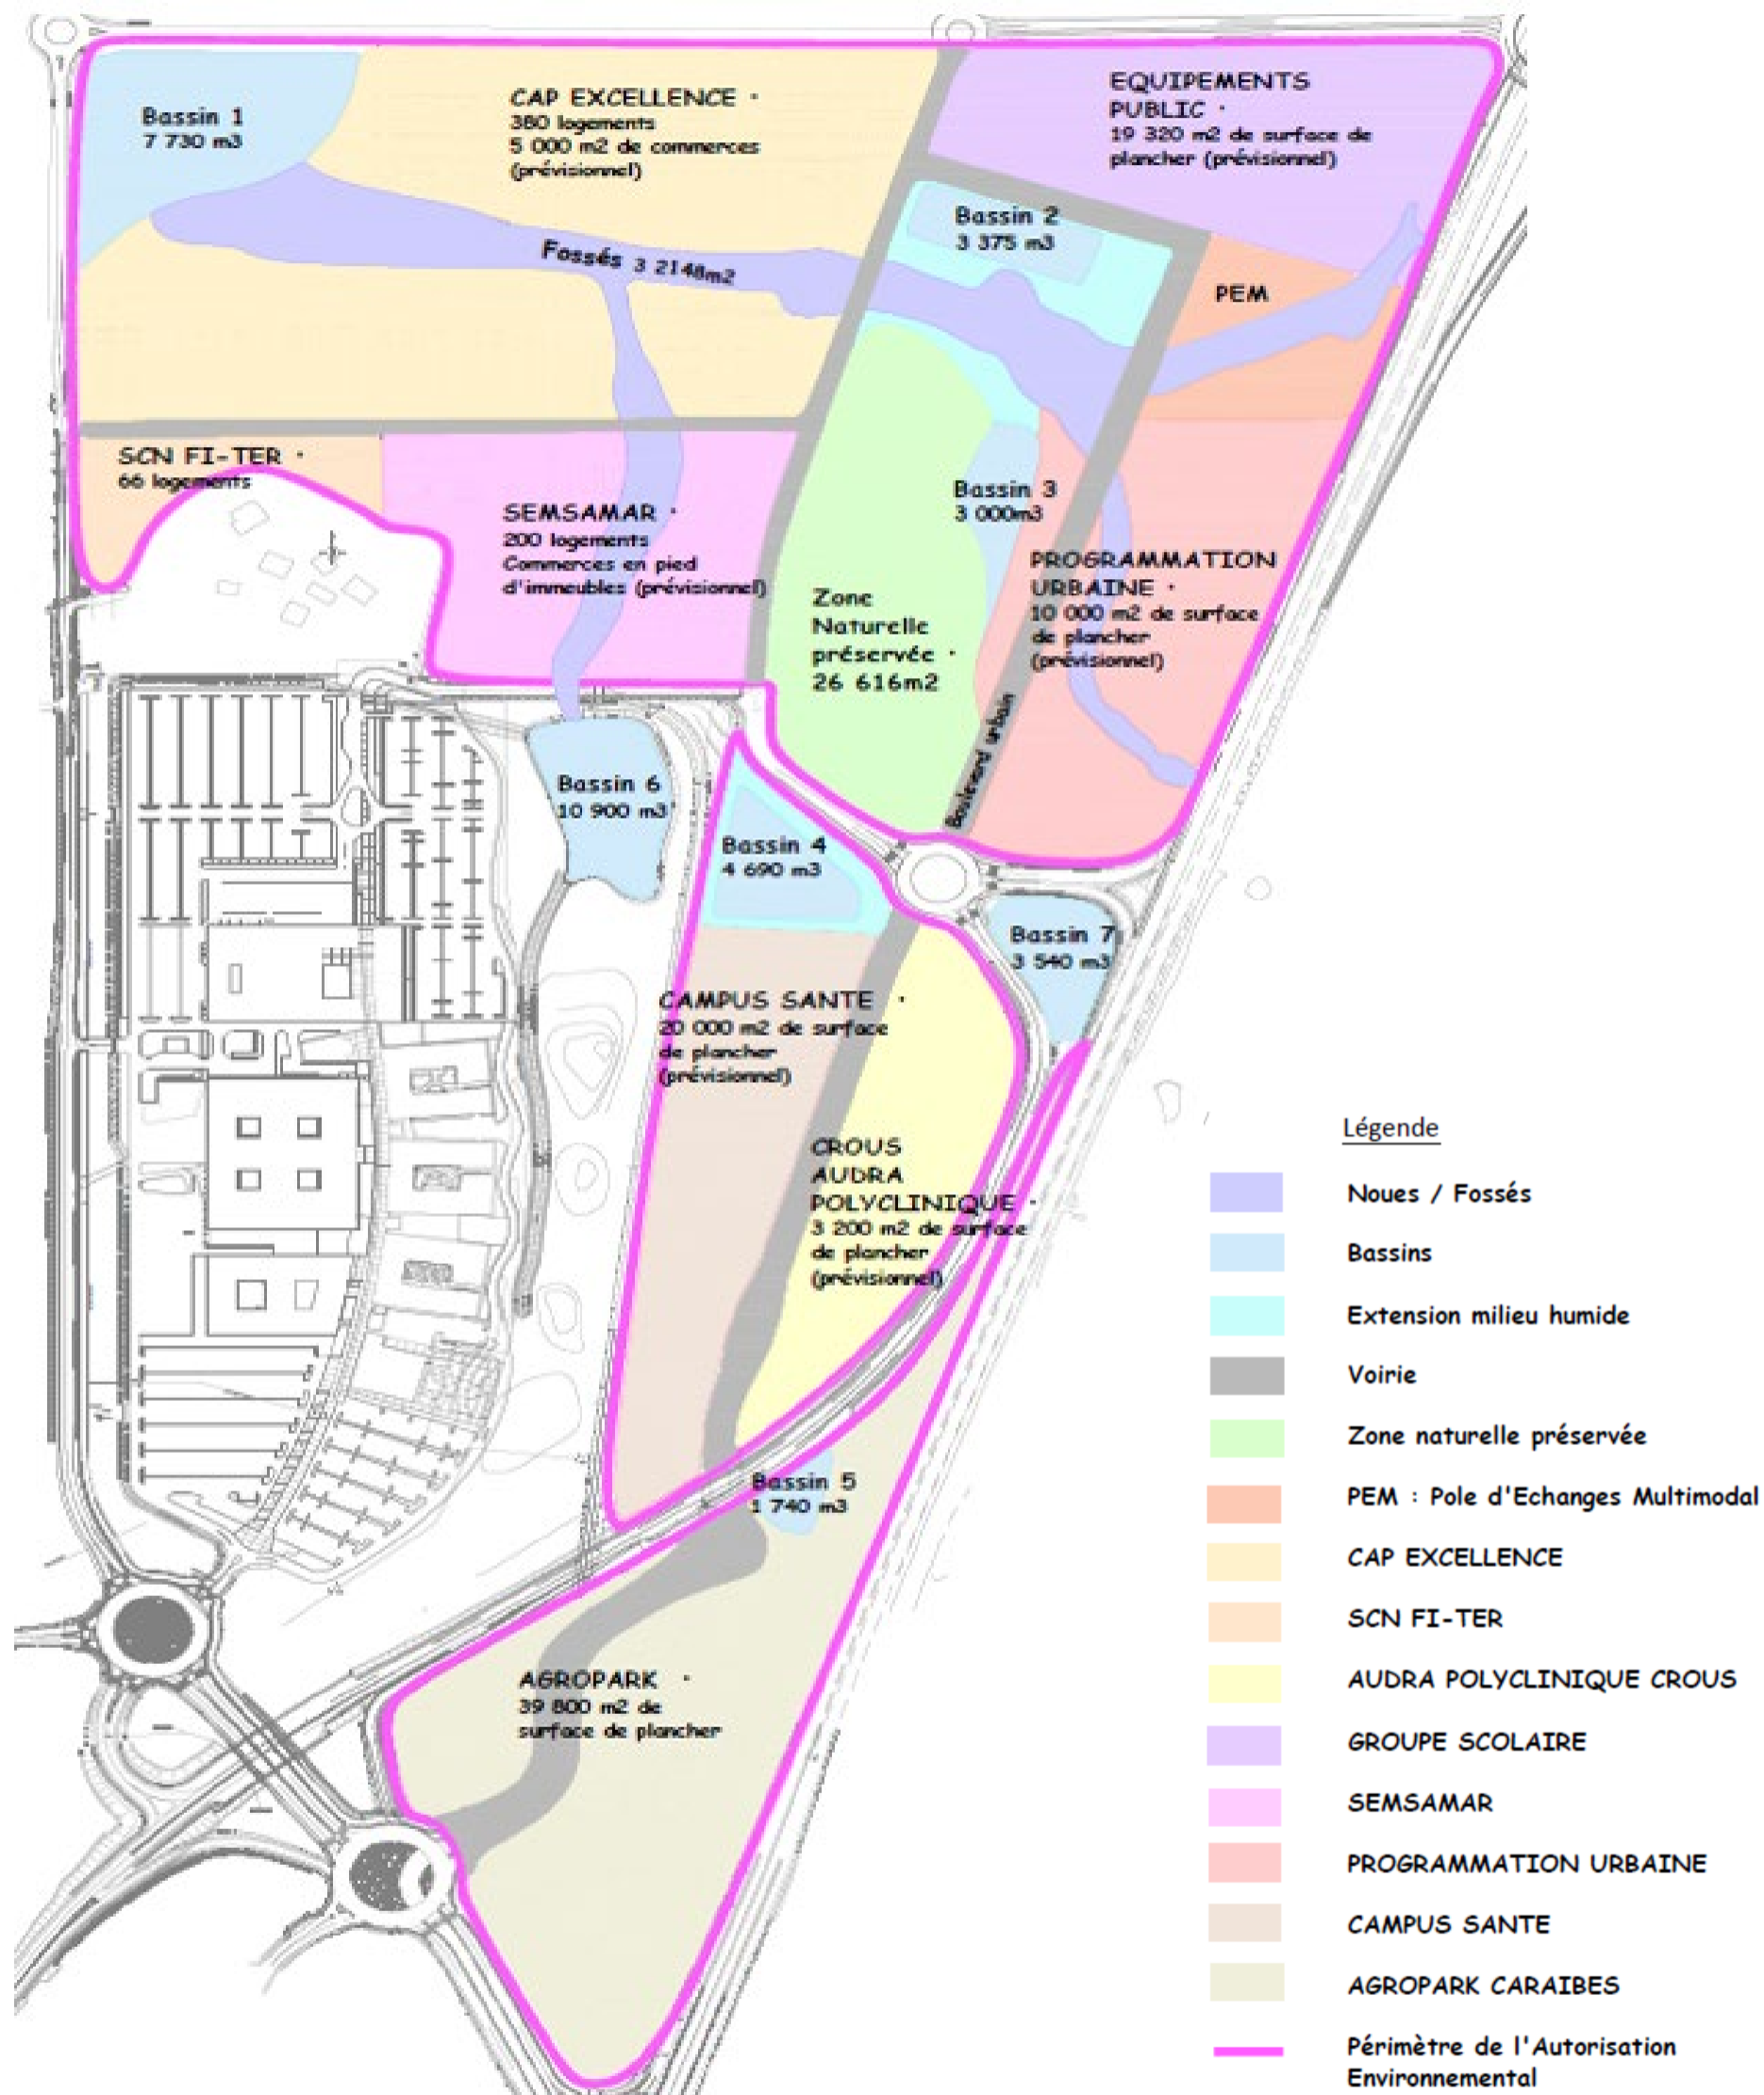 Bassin 1
7 730 m3
CAP EXCELLENCE ·
380 logements
5 000 m2 de commerces
(prévisionnel)
EQUIPEMENTS
PUBLIC ·
19 320 m2 de surface de
plancher (prévisionnel)
Bassin 2
3 375 m3
Fossés 3 2148m2
PEM
SCN FI-TER ·
66 logements
SEMSAMAR ·
200 logements
Commerces en pied
d'immeubles (prévisionnel)
Bassin 3
3 000m3
PROGRAMMATION
URBAINE ·
10 000 m2 de surface
de plancher
(prévisionnel)
Zone
Naturelle
préservée ·
26 616m2
Boulevard urbain
Bassin 6
10 900 m3
Bassin 4
4 690 m3
Bassin 7
3 540 m3
CAMPUS SANTE ·
20 000 m2 de surface
de plancher
(prévisionnel)
CROUS
AUDRA
POLYCLINIQUE ·
3 200 m2 de surface
de plancher
(prévisionnel)
Bassin 5
1 740 m3
AGROPARK ·
39 800 m2 de
surface de plancher
Légende
Noues / Fossés
Bassins
Extension milieu humide
Voirie
Zone naturelle préservée
PEM : Pole d'Echanges Multimodal
CAP EXCELLENCE
SCN FI-TER
AUDRA POLYCLINIQUE CROUS
GROUPE SCOLAIRE
SEMSAMAR
PROGRAMMATION URBAINE
CAMPUS SANTE
AGROPARK CARAIBES
Périmètre de l'Autorisation
Environnemental